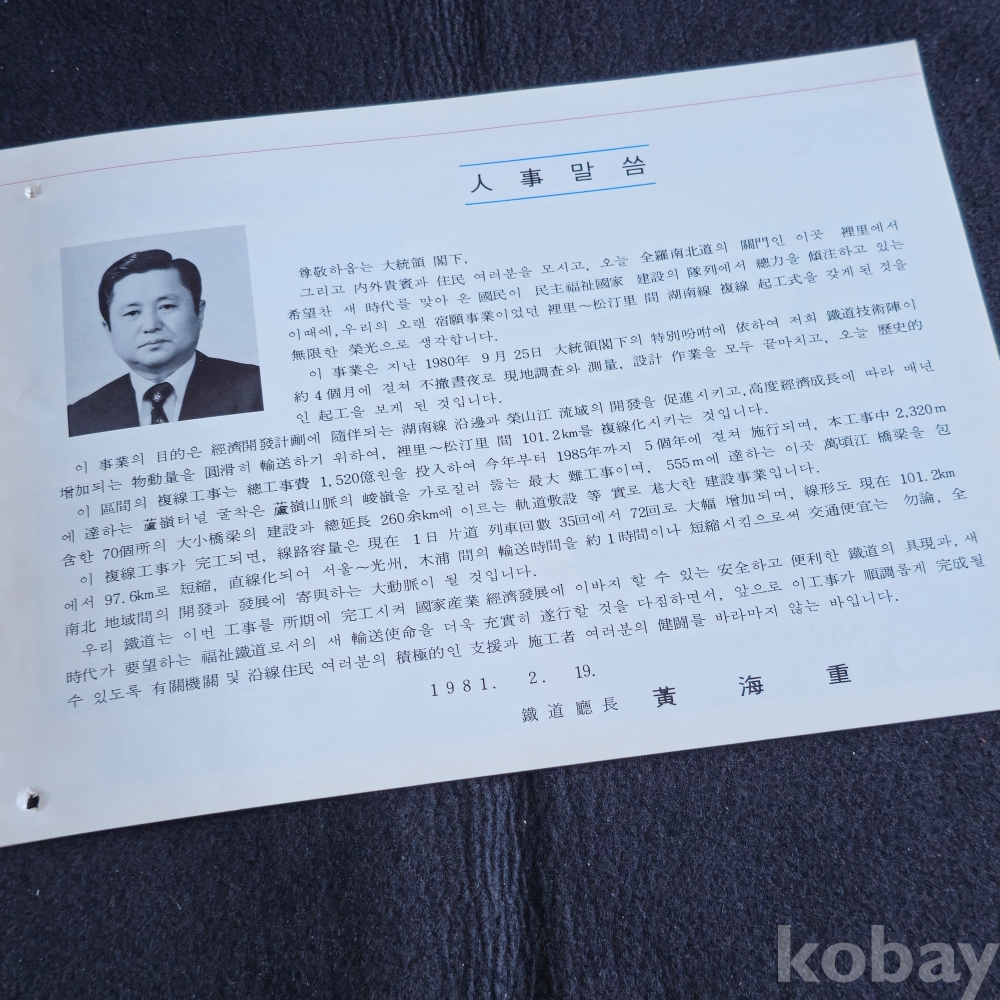 人事말씀
尊敬하옵는 大統領 閣下,
그리고 內外貴賓과 住民 여러분을 모시고, 오늘 全羅南北道의 關門인 이곳 裡里에서
希望찬 새 時代를 맞아 온 國民이 民主福祉國家 建設의 隊列에서 總力을 傾注하고 있는
이때에, 우리의 오랜 宿願事業이었던 裡里~松汀里 間 湖南線 複線 起工式을 갖게 된 것을
無限한 榮光으로 생각합니다.
이 事業은 지난 1980年 9月 25日 大統領閣下의 特別吩咐에 依하여 저희 鐵道技術陣이
約 4個月에 걸쳐 不撤晝夜로 現地調査와 測量, 設計 作業을 모두 끝마치고, 오늘 歷史的
인 起工을 보게 된 것입니다.
이 事業의 目的은 經濟開發計劃에 隨伴되는 湖南線 沿邊과 榮山江 流域의 開發을 促進시키고, 高度經濟成長에 따라 매년
增加되는 物動量을 圓滑히 輸送하기 위하여, 裡里~松汀里 間 101.2km를 複線化시키는 것입니다.
이 區間의 複線工事는 總工事費 1,520億원을 投入하여 今年부터 1985年까지 5個年에 걸쳐 施行되며, 本工事中 2,320m
에 達하는 蘆嶺터널 굴착은 蘆嶺山脈의 峻嶺을 가로질러 뚫는 最大 難工事이며, 555m에 達하는 이곳 萬頃江 橋梁을 包
含한 70個所의 大小橋梁의 建設과 總延長 260余km에 이르는 軌道敷設 等 實로 尨大한 建設事業입니다.
이 複線工事가 完工되면, 線路容量은 現在 1日 片道 列車回數 35回에서 72回로 大幅 增加되며, 線形도 現在 101.2km
에서 97.6km로 短縮, 直線化되어 서울~光州, 木浦 間의 輸送時間을 約 1時間이나 短縮시킴으로써 交通便宜는 勿論, 全
南北 地域間의 開發과 發展에 寄與하는 大動脈이 될 것입니다.
우리 鐵道는 이번 工事를 所期에 完工시켜 國家産業 經濟發展에 이바지 할 수 있는 安全하고 便利한 鐵道의 具現과, 새
時代가 要望하는 福祉鐵道로서의 새 輸送使命을 더욱 充實히 遂行할 것을 다짐하면서, 앞으로 이工事가 順調롭게 完成될
수 있도록 有關機關 및 沿線住民 여러분의 積極的인 支援과 施工者 여러분의 健鬪를 바라마지 않는 바입니다.
1981. 2. 19.
鐵道廳長 黃海重
kobay